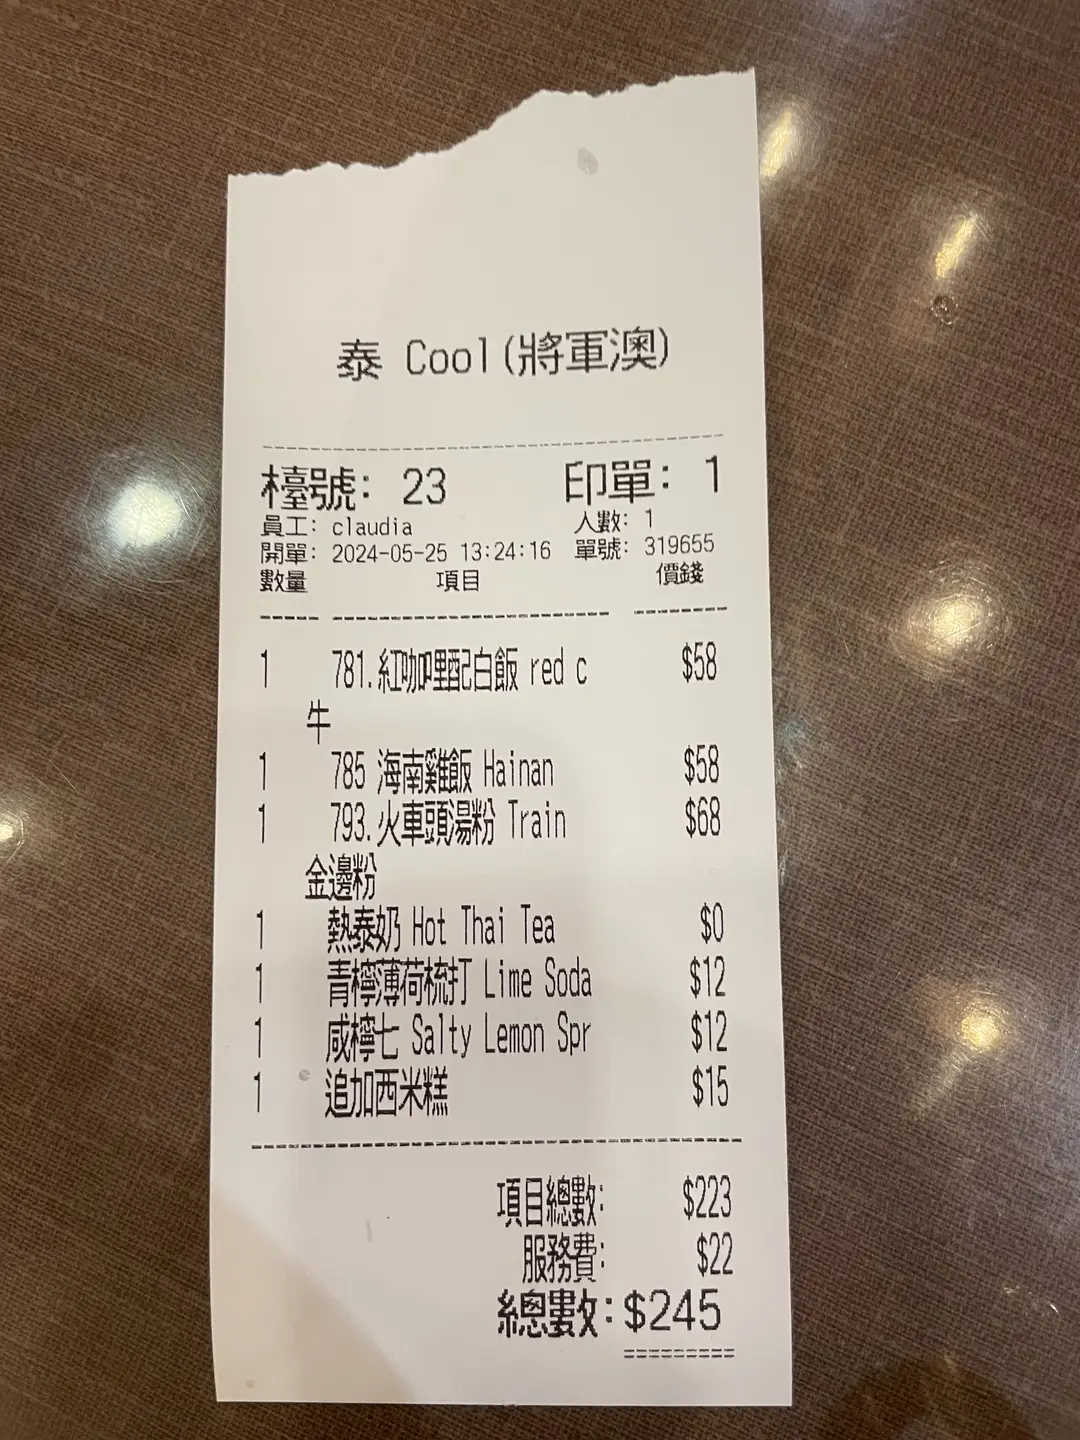 泰 Cool(將軍澳)
檯號: 23 印單: 1
員工: claudia 人數: 1
開單: 2024-05-25 13:24:16 單號: 319655
數量 項目 價錢
1 781.紅咖喱配白飯 red c $58
牛
1 785 海南雞飯 Hainan $58
1 793.火車頭湯粉 Train $68
金邊粉
1 熱泰奶 Hot Thai Tea $0
1 青檸薄荷梳打 Lime Soda $12
1 咸檸七 Salty Lemon Spr $12
1 追加西米糕 $15
項目總數: $223
服務費: $22
總數: $245